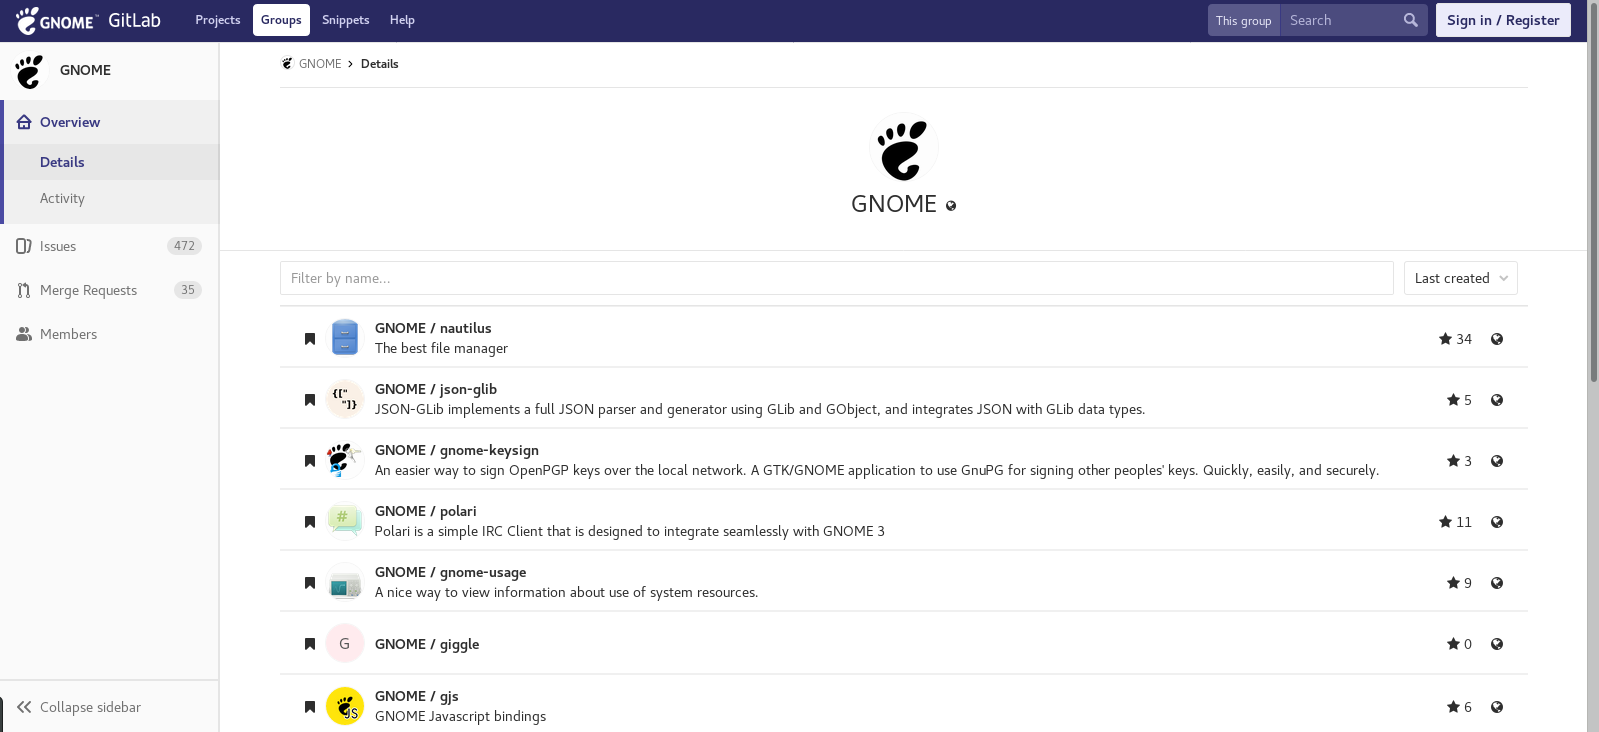 GNOME™ GitLab Projects Groups Snippets Help This group Search Sign in / Register
GNOME
Overview
Details
Activity
Issues 472
Merge Requests 35
Members
Collapse sidebar
GNOME > Details
GNOME
Filter by name... Last created
GNOME / nautilus
The best file manager
34
GNOME / json-glib
JSON-GLib implements a full JSON parser and generator using GLib and GObject, and integrates JSON with GLib data types.
5
{["
"]}
GNOME / gnome-keysign
An easier way to sign OpenPGP keys over the local network. A GTK/GNOME application to use GnuPG for signing other peoples' keys. Quickly, easily, and securely.
3
#
GNOME / polari
Polari is a simple IRC Client that is designed to integrate seamlessly with GNOME 3
11
GNOME / gnome-usage
A nice way to view information about use of system resources.
9
G GNOME / giggle 0
JS
GNOME / gjs
GNOME Javascript bindings
6